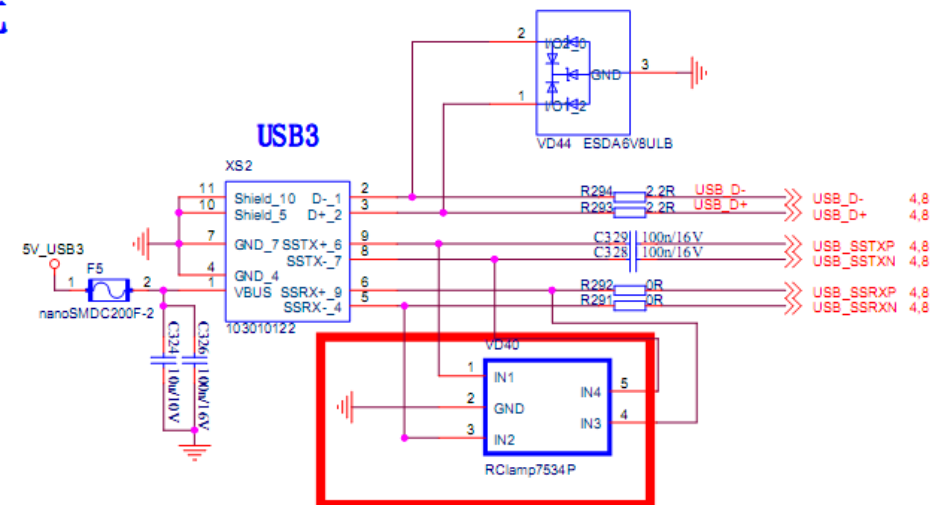 2
I/O2_0
GND
3
1
I/O1_2
VD44 ESDA6V8ULB
USB3
XS2
11 Shield_10 D-_1 2 R294 2.2R USB_D- USB_D- 4,8
10 Shield_5 D+_2 3 R293 2.2R USB_D+ USB_D+ 4,8
7 GND_7 SSTX+_6 9 C329 100n/16V USB_SSTXP 4,8
SSTX-_7 8 C328 100n/16V USB_SSTXN 4,8
4 GND_4
1 VBUS SSRX+_9 6 R292 0R USB_SSRXP 4,8
SSRX-_4 5 R291 0R USB_SSRXN 4,8
103010122
5V_USB3
F5
1 2
nanoSMDC200F-2
C324 10u/10V
C326 100n/16V
VD40
1 IN1
IN4 5
2 GND
IN3 4
3 IN2
RClamp7534P